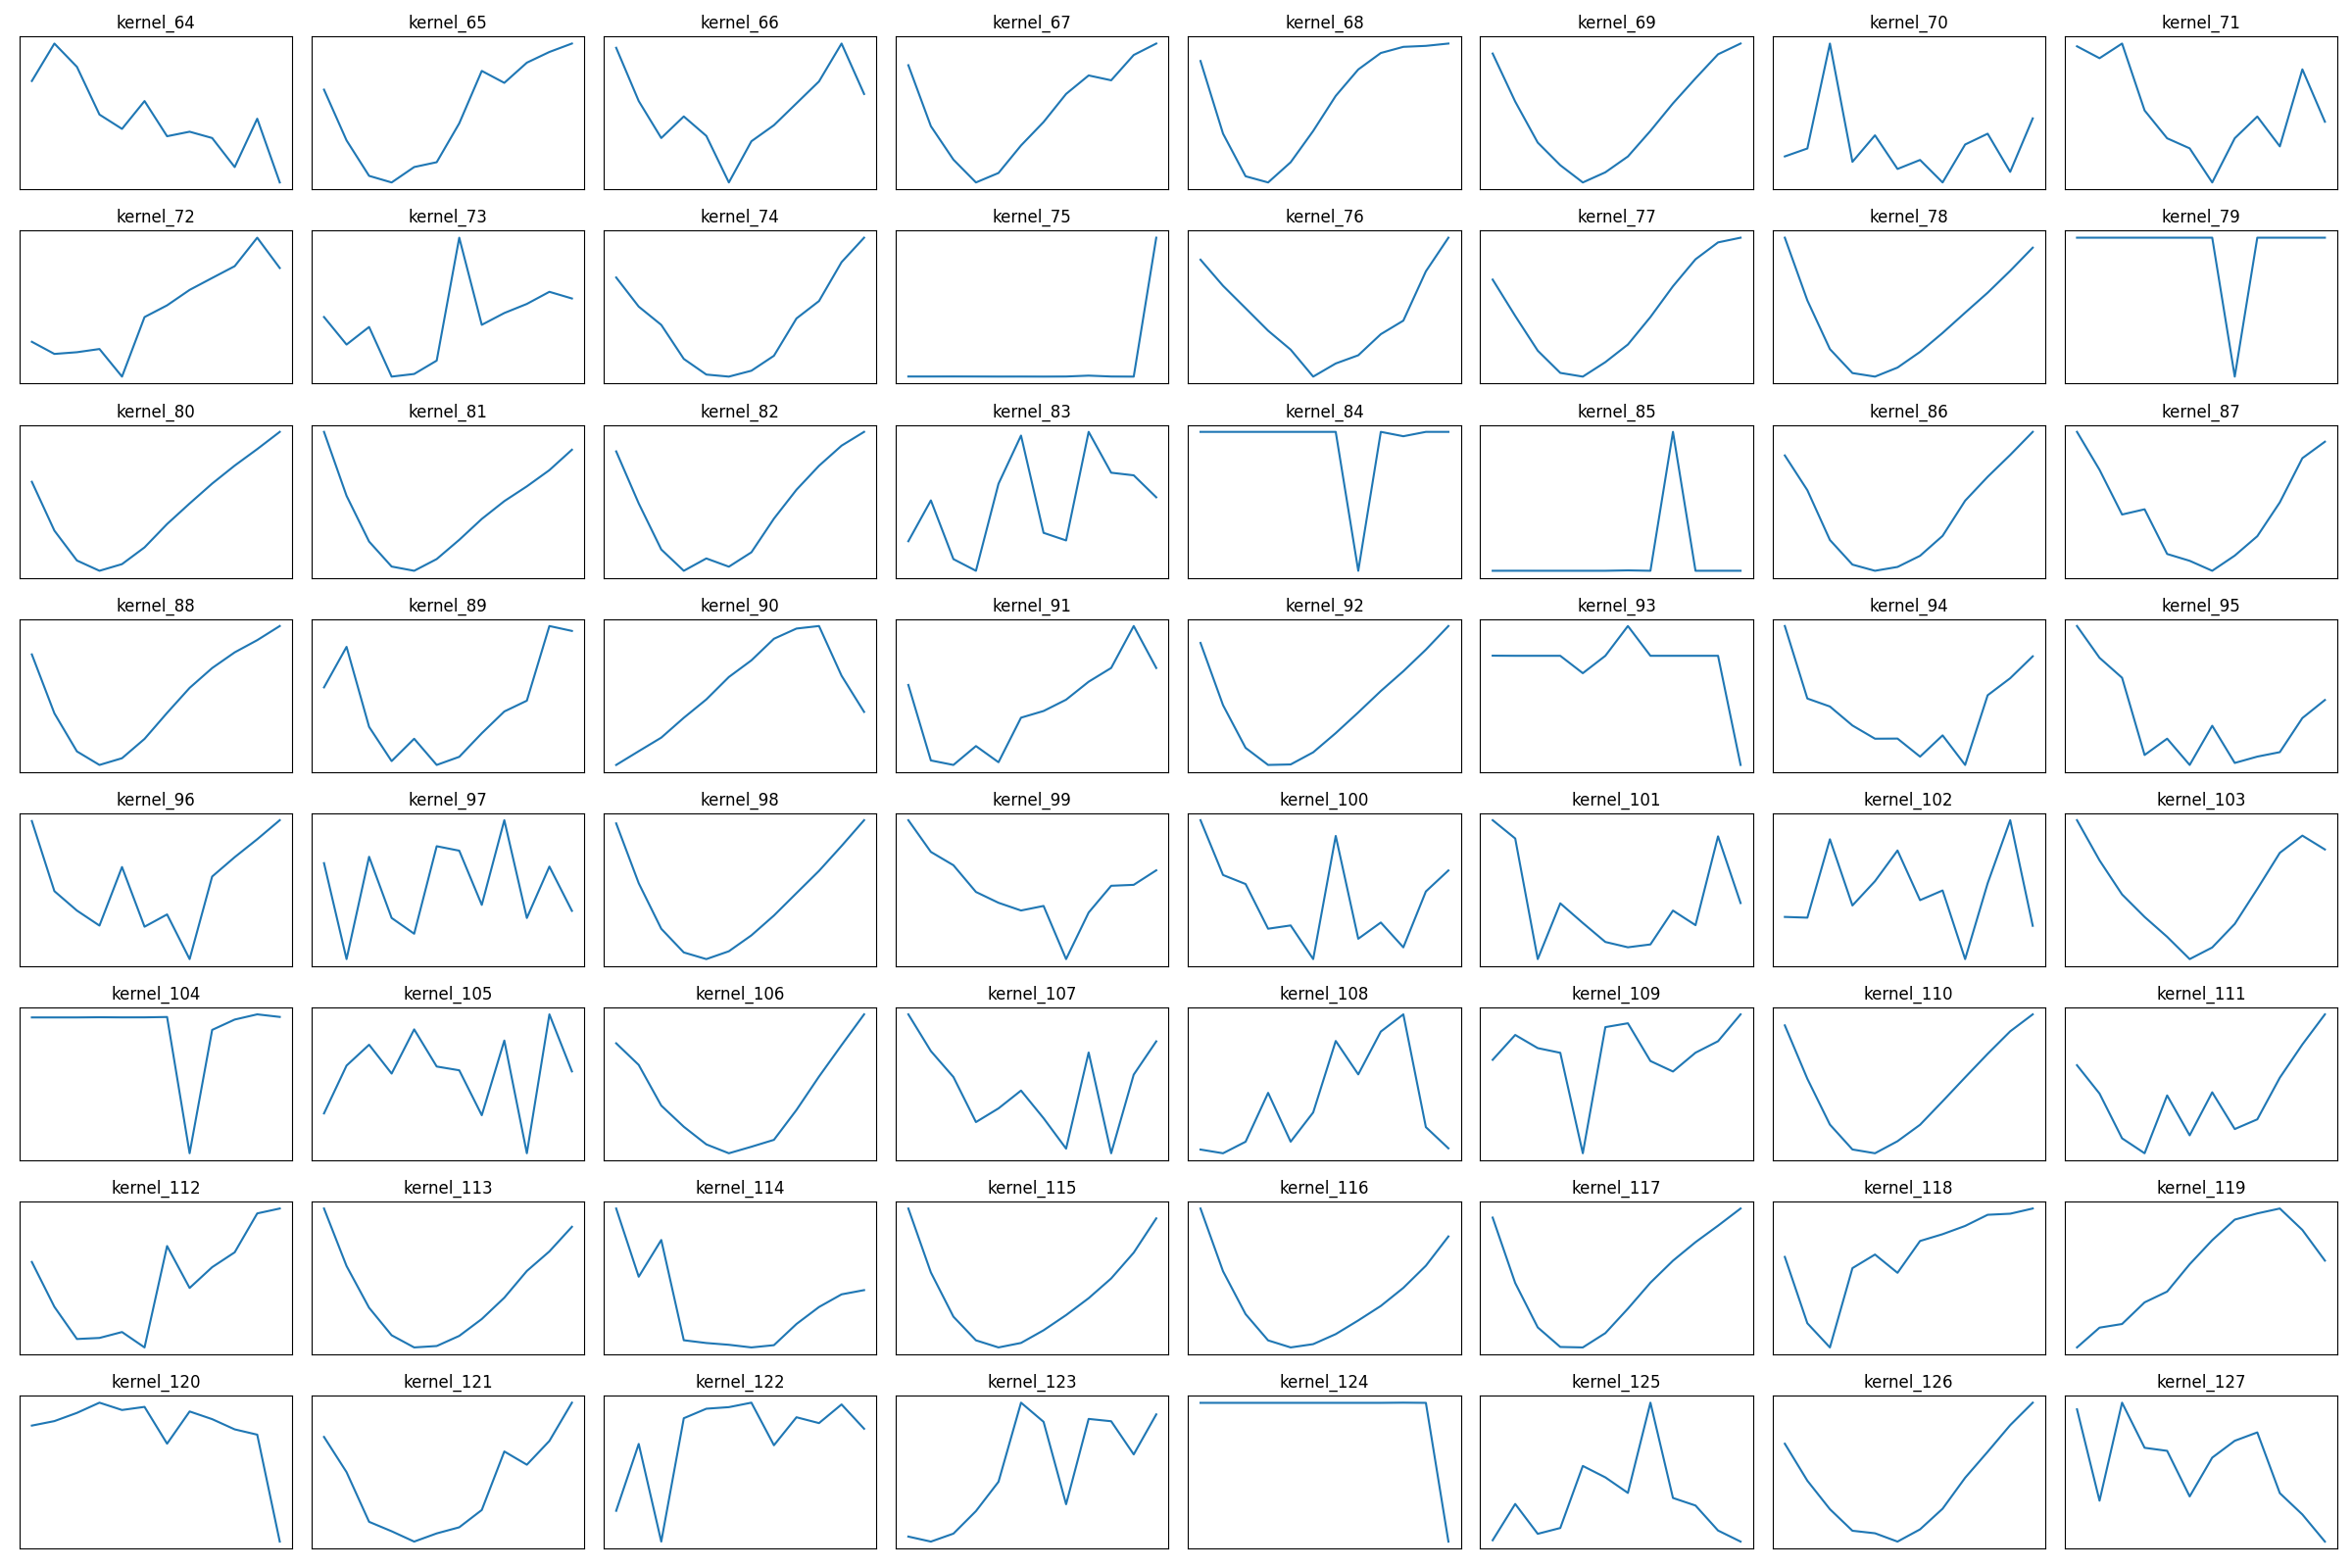 kernel_64 kernel_65 kernel_66 kernel_67 kernel_68 kernel_69 kernel_70 kernel_71
kernel_72 kernel_73 kernel_74 kernel_75 kernel_76 kernel_77 kernel_78 kernel_79
kernel_80 kernel_81 kernel_82 kernel_83 kernel_84 kernel_85 kernel_86 kernel_87
kernel_88 kernel_89 kernel_90 kernel_91 kernel_92 kernel_93 kernel_94 kernel_95
kernel_96 kernel_97 kernel_98 kernel_99 kernel_100 kernel_101 kernel_102 kernel_103
kernel_104 kernel_105 kernel_106 kernel_107 kernel_108 kernel_109 kernel_110 kernel_111
kernel_112 kernel_113 kernel_114 kernel_115 kernel_116 kernel_117 kernel_118 kernel_119
kernel_120 kernel_121 kernel_122 kernel_123 kernel_124 kernel_125 kernel_126 kernel_127